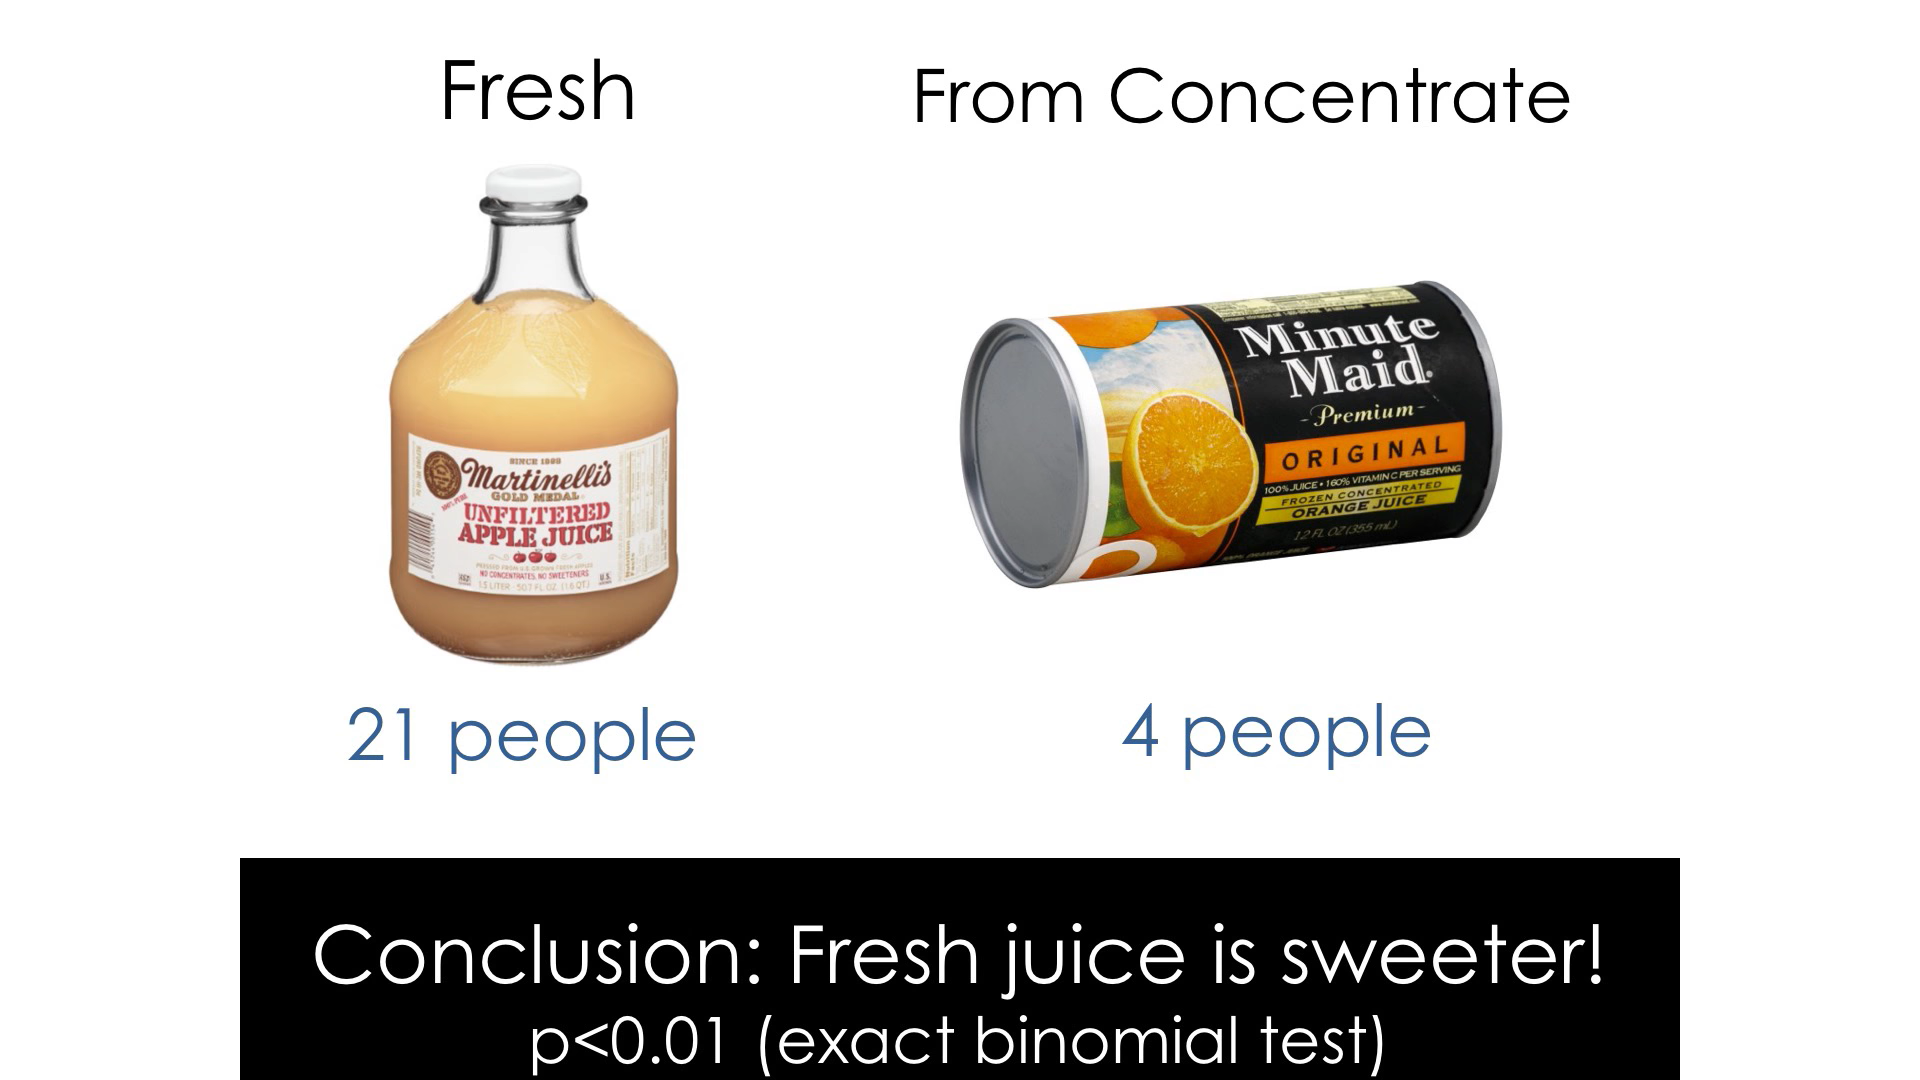 Fresh
From Concentrate
SINCE 1868
Martinelli's
GOLD MEDAL
100% PURE
UNFILTERED
APPLE JUICE
PRESSED FROM U.S. GROWN FRESH APPLES
NO CONCENTRATES, NO SWEETENERS
1.5 LITER - 50.7 FL. OZ. (1.6 QT.)
U.S.
Minute
Maid
-Premium-
ORIGINAL
100% JUICE • 160% VITAMIN C PER SERVING
FROZEN CONCENTRATED
ORANGE JUICE
12 FL OZ (355 mL)
21 people
4 people
Conclusion: Fresh juice is sweeter!
p<0.01 (exact binomial test)